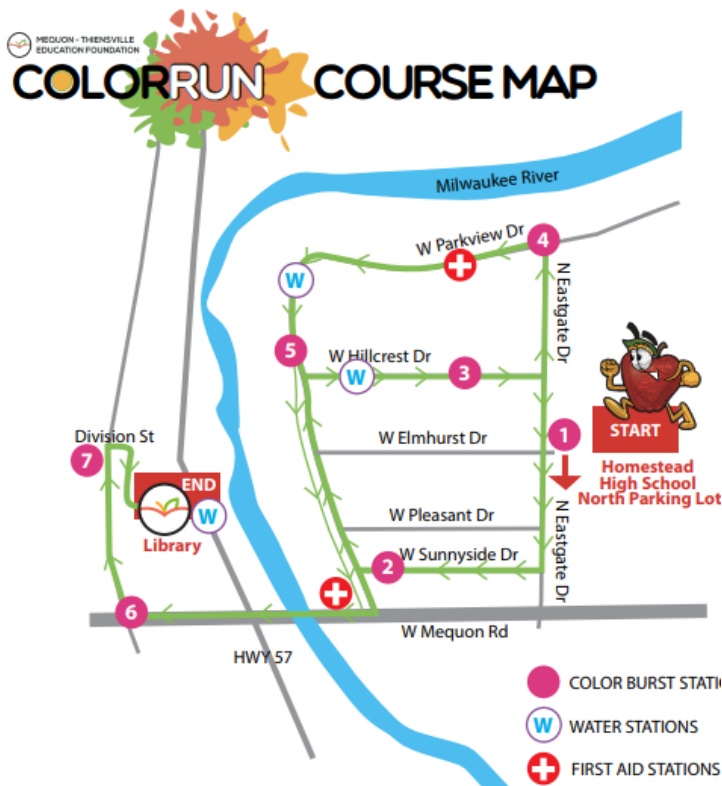 MEQUON - THIENSVILLE
EDUCATION FOUNDATION
COLORRUN COURSE MAP
Milwaukee River
W Parkview Dr
4
W
N Eastgate Dr
5
W Hillcrest Dr
W
3
1
START
Division St
W Elmhurst Dr
7
Homestead
High School
North Parking Lot
END
W
Library
W Pleasant Dr
N Eastgate Dr
W Sunnyside Dr
2
6
W Mequon Rd
HWY 57
COLOR BURST STATI
W
WATER STATIONS
FIRST AID STATIONS